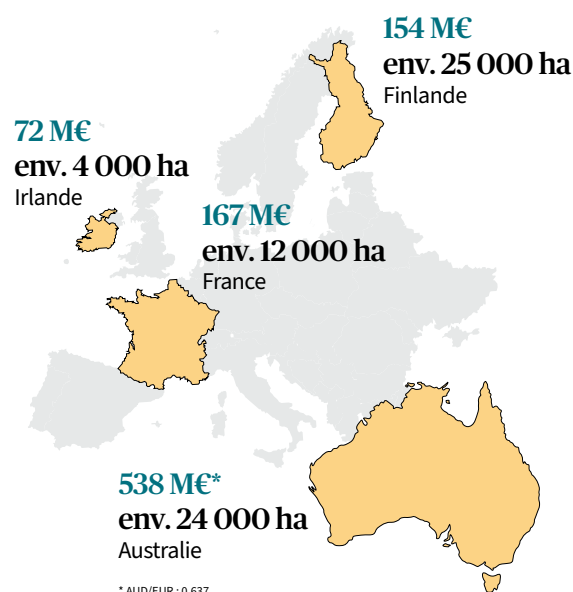 154 M€
env. 25 000 ha
Finlande
72 M€
env. 4 000 ha
Irlande
167 M€
env. 12 000 ha
France
538 M€*
env. 24 000 ha
Australie
* AUD/EUR : 0,637